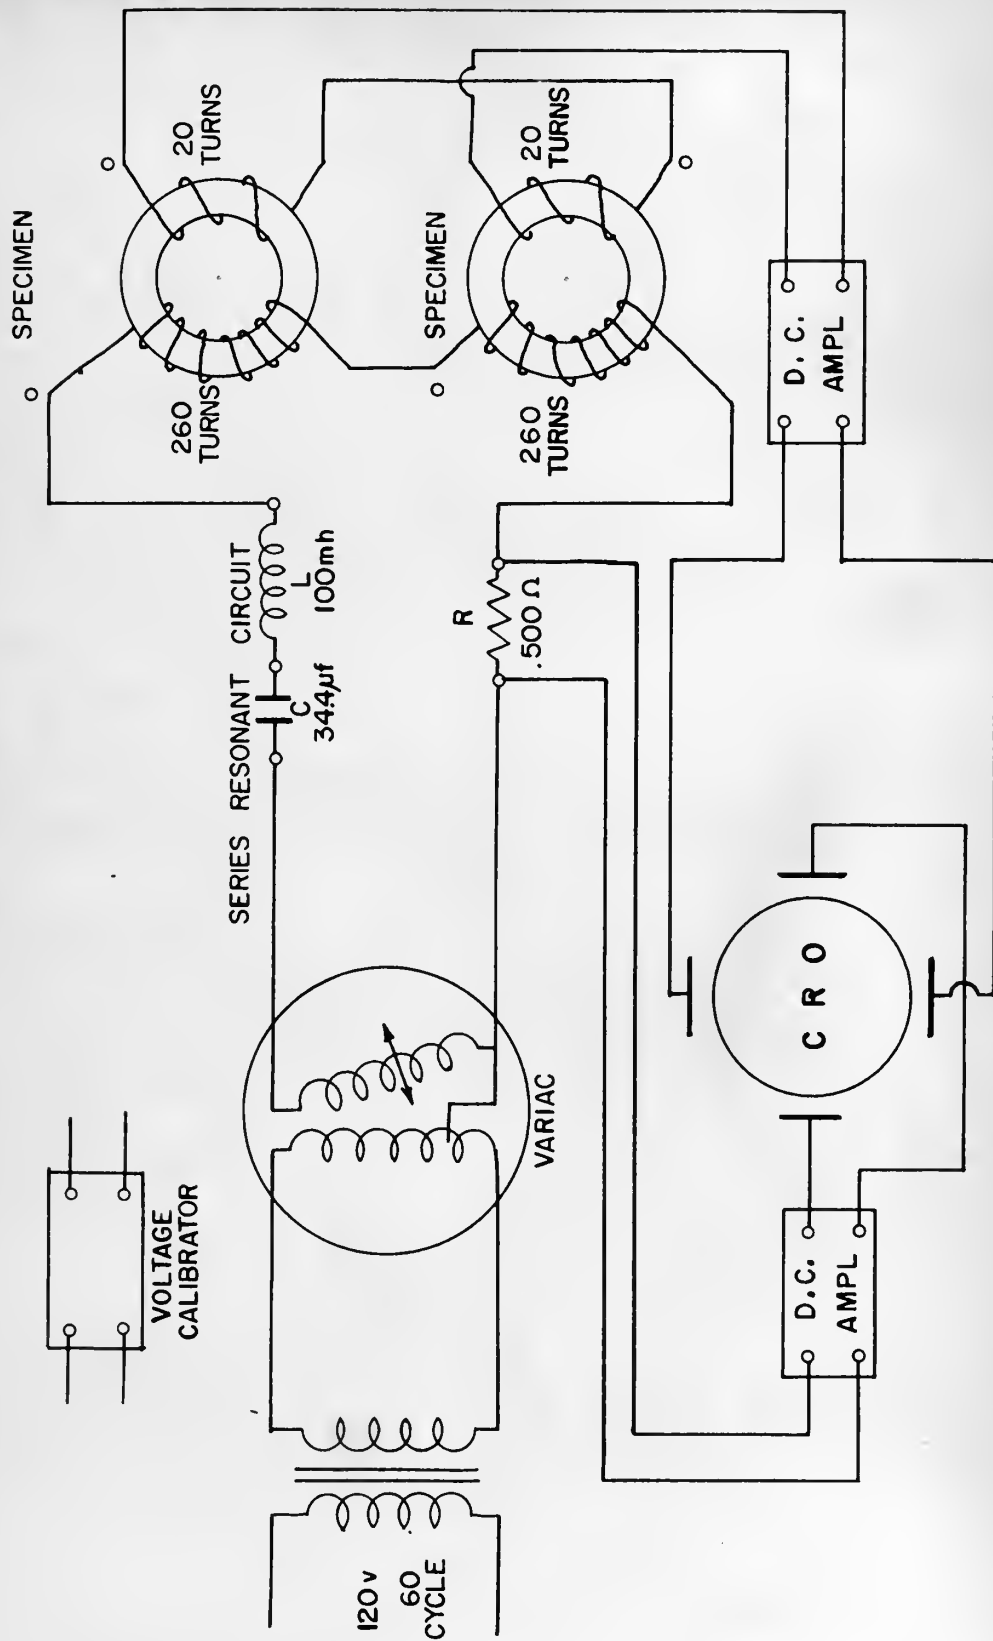 SPECIMEN
20
TURNS
260
TURNS
SPECIMEN
20
TURNS
260
TURNS
SERIES RESONANT CIRCUIT
L
100mh
C
34.4µf
R
.500 Ω
VARIAC
VOLTAGE
CALIBRATOR
120v
60
CYCLE
D. C.
AMPL
C R O
D.C.
AMPL